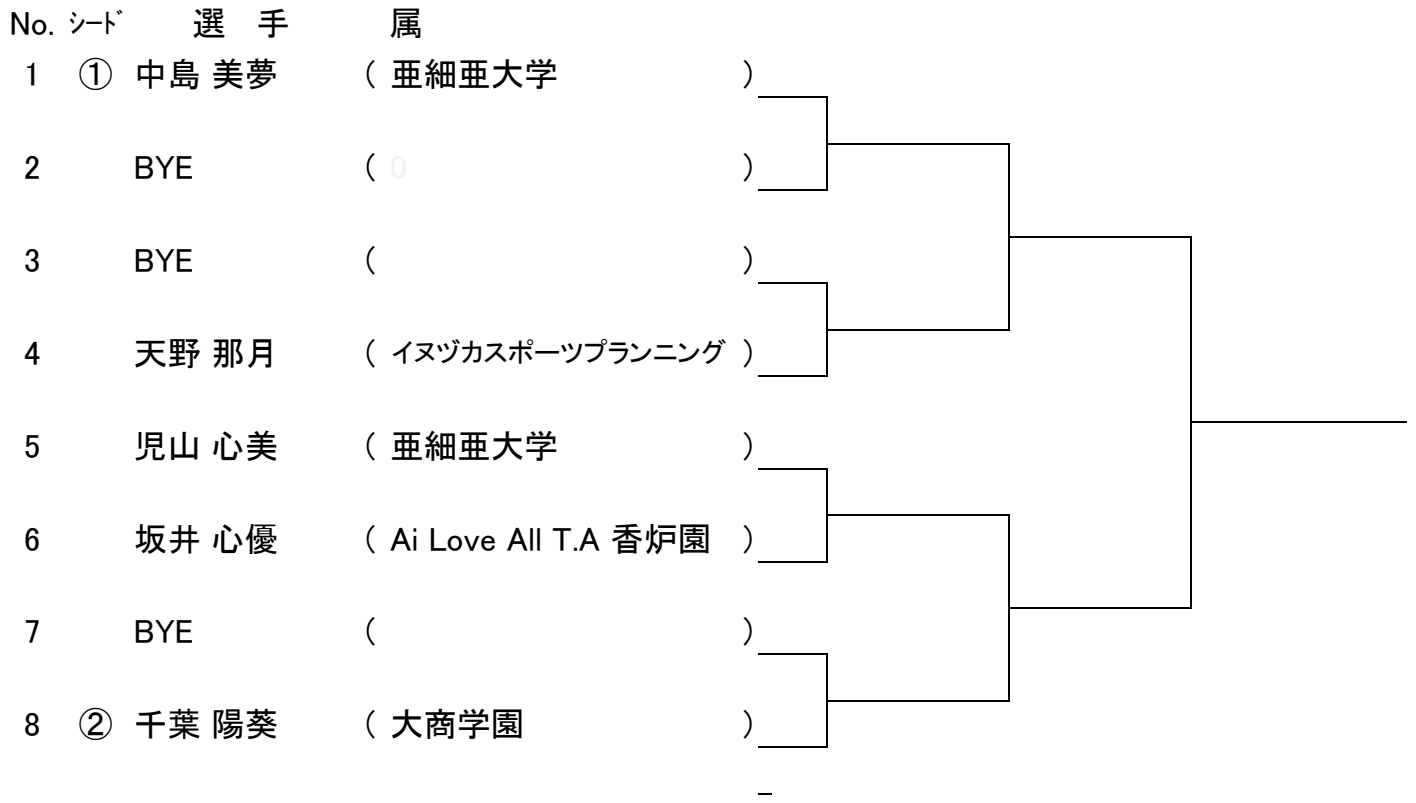 No. ｼｰﾄﾞ 選 手 属
1 ① 中島 美夢 ( 亜細亜大学 )
2 BYE ( 0 )
3 BYE ( )
4 天野 那月 ( イヌヅカスポーツプランニング )
5 児山 心美 ( 亜細亜大学 )
6 坂井 心優 ( Ai Love All T.A 香炉園 )
7 BYE ( )
8 ② 千葉 陽葵 ( 大商学園 )